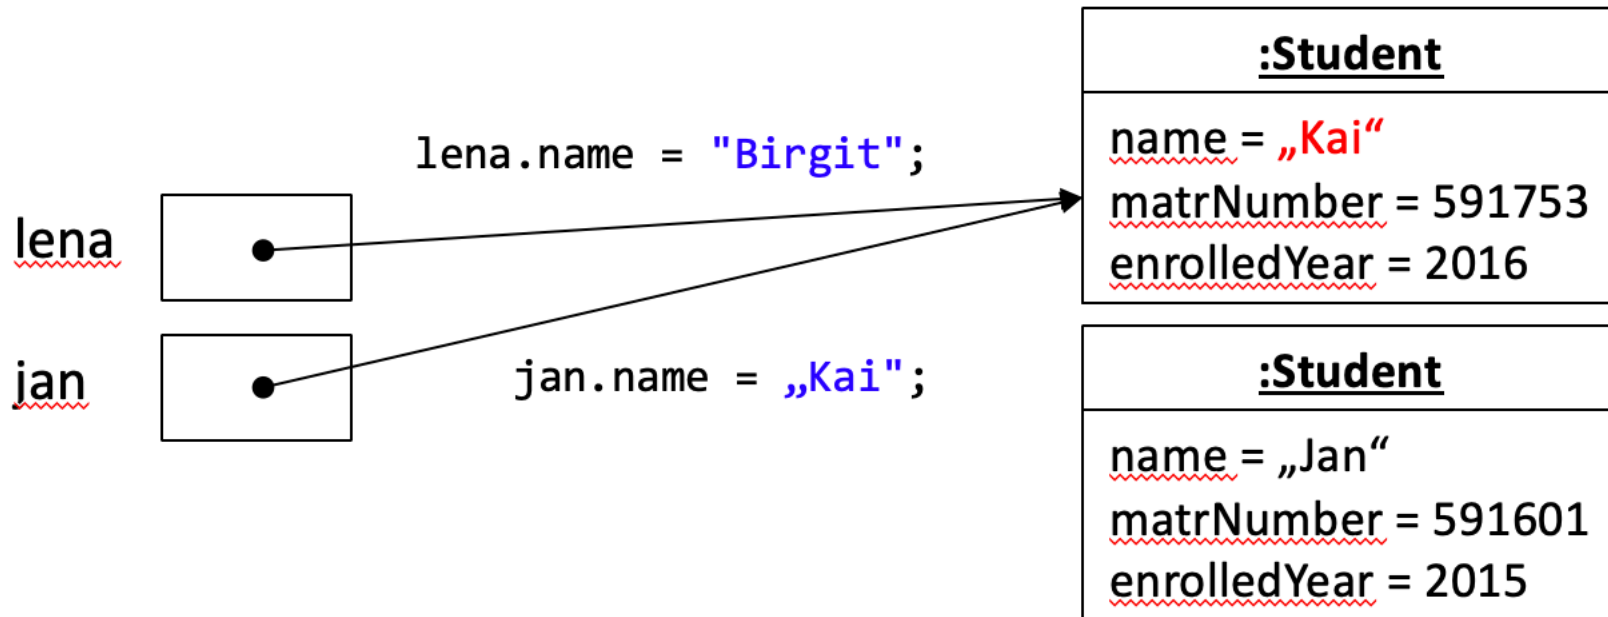 :Student
name = „Kai“
matrNumber = 591753
enrolledYear = 2016
lena.name = "Birgit";
lena
jan
jan.name = „Kai";
:Student
name = „Jan“
matrNumber = 591601
enrolledYear = 2015